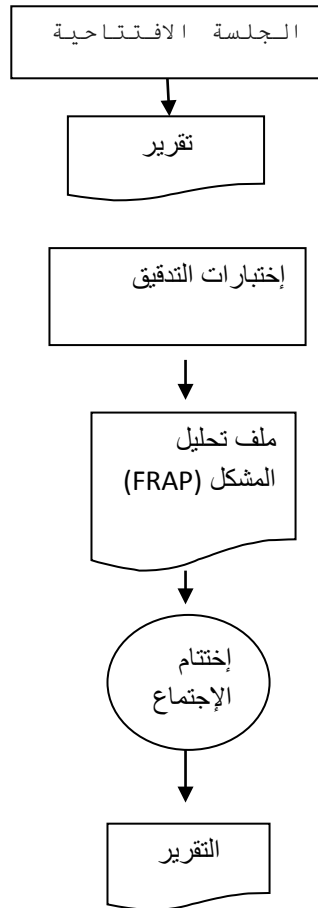 الجلسة الافتتاحية
تقرير
إختبارات التدقيق
ملف تحليل
المشكل (FRAP)
إختتام
الإجتماع
التقرير